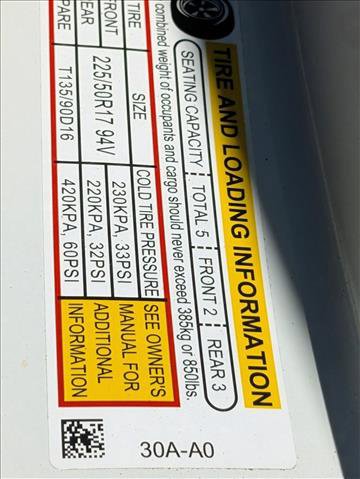 TIRE AND LOADING INFORMATION
SEATING CAPACITY TOTAL 5 FRONT 2 REAR 3
combined weight of occupants and cargo should never exceed 385kg or 850lbs.
TIRE SIZE COLD TIRE PRESSURE SEE OWNER'S
FRONT 225/50R17 94V 230KPA, 33PSI MANUAL FOR
EAR 220KPA, 32PSI ADDITIONAL
PARE T135/90D16 420KPA, 60PSI INFORMATION
30A-A0